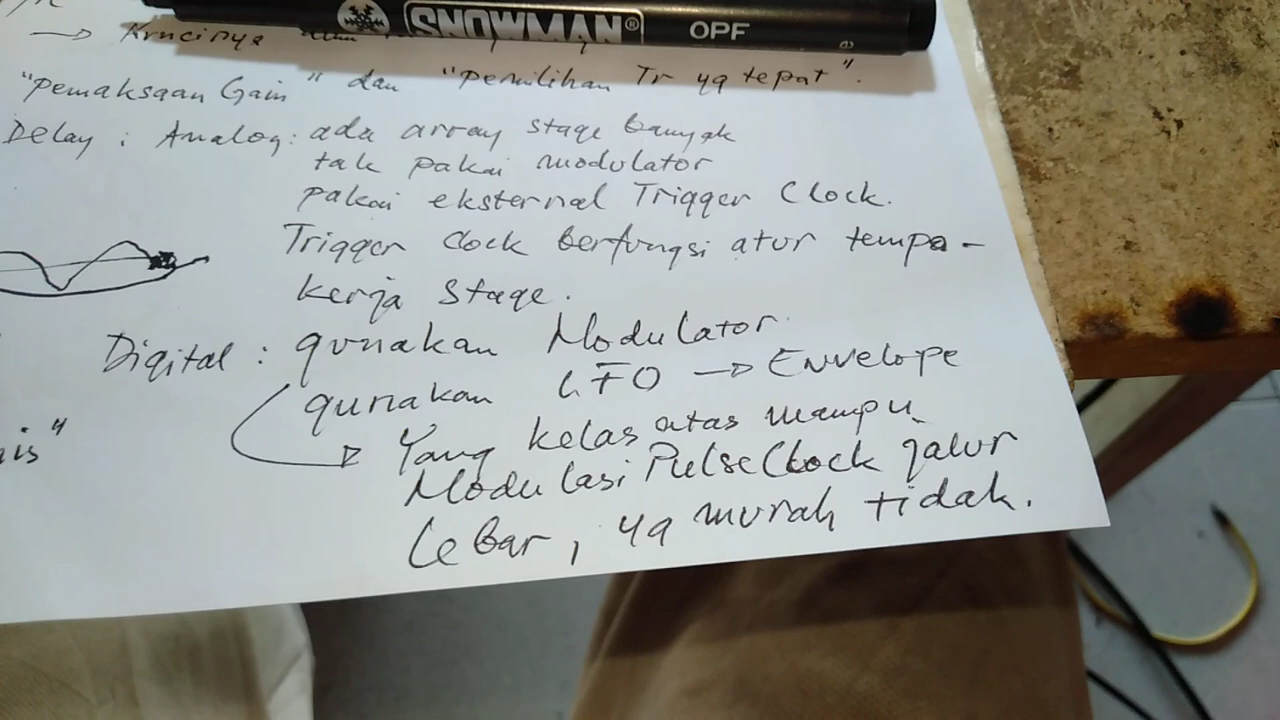 SNOWMAN® OPF
→ Kuncinya
"pemaksaan Gain" dan "pemilihan Tr yg tepat".
Delay : Analog : ada array stage banyak
tak pakai modulator
pakai eksternal Trigger Clock.
Trigger Clock berfungsi atur tempo-
kerja stage.
Digital : gunakan Modulator.
gunakan LFO → Envelope
Yang kelas atas mampu
Modulasi Pulse Clock jalur
lebar, yg murah tidak.